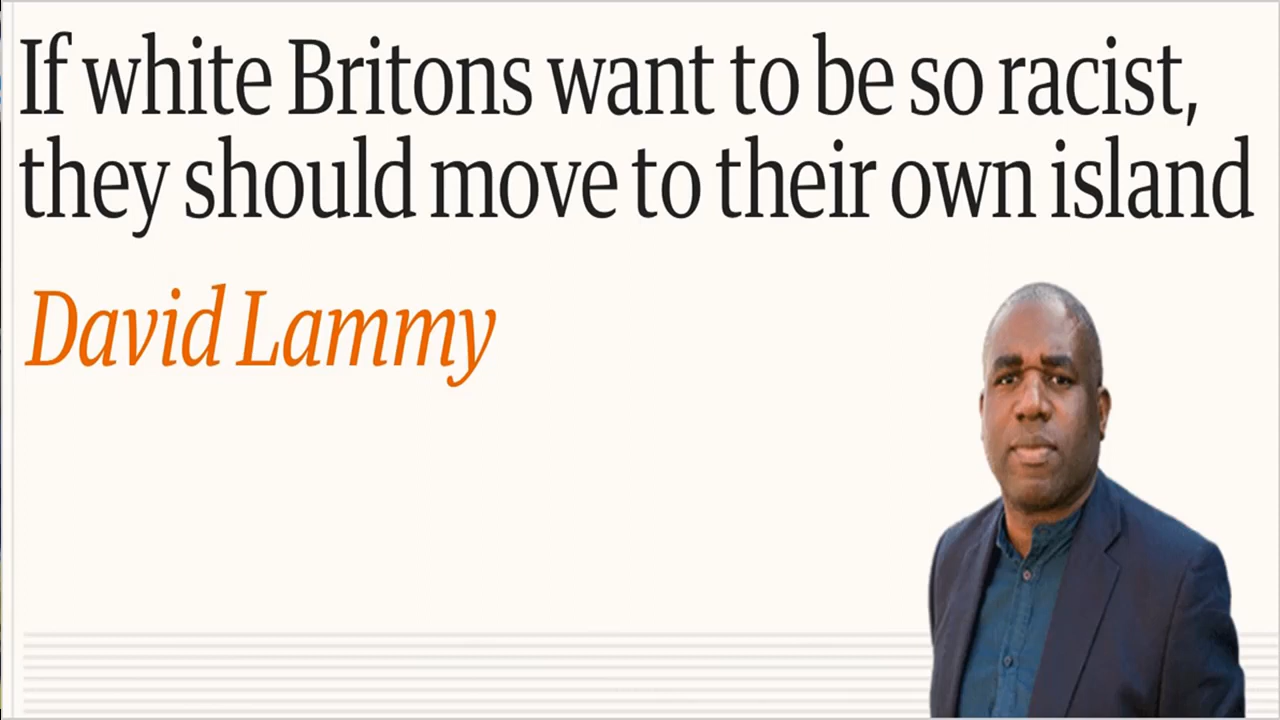 If white Britons want to be so racist,
they should move to their own island
David Lammy